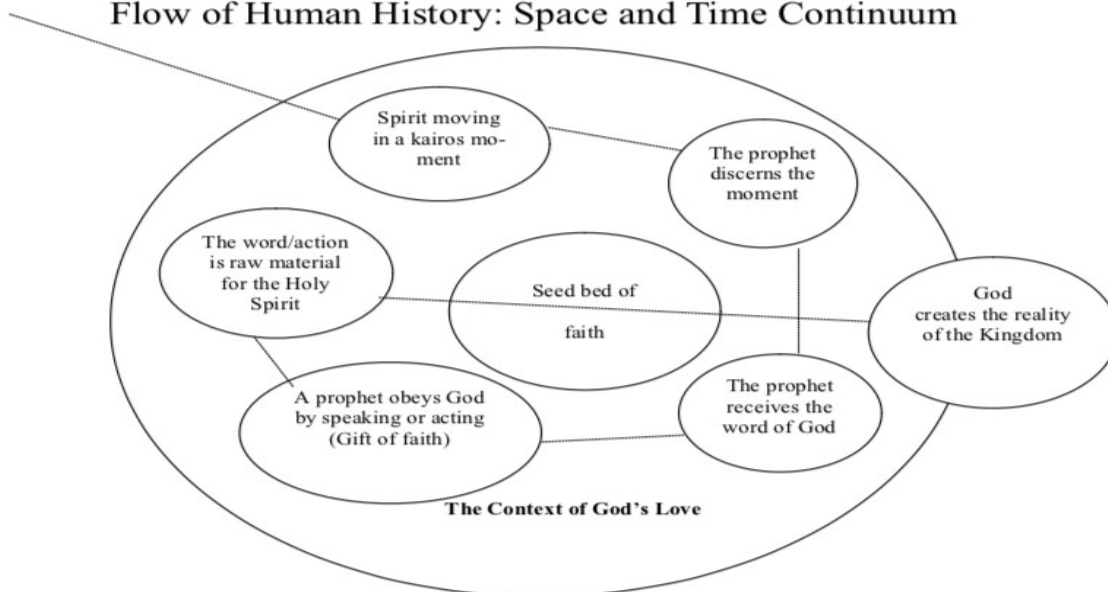 Flow of Human History: Space and Time Continuum
Spirit moving
in a kairos mo-
ment
The prophet
discerns the
moment
The word/action
is raw material
for the Holy
Spirit
Seed bed of
faith
God
creates the reality
of the Kingdom
A prophet obeys God
by speaking or acting
(Gift of faith)
The prophet
receives the
word of God
The Context of God’s Love